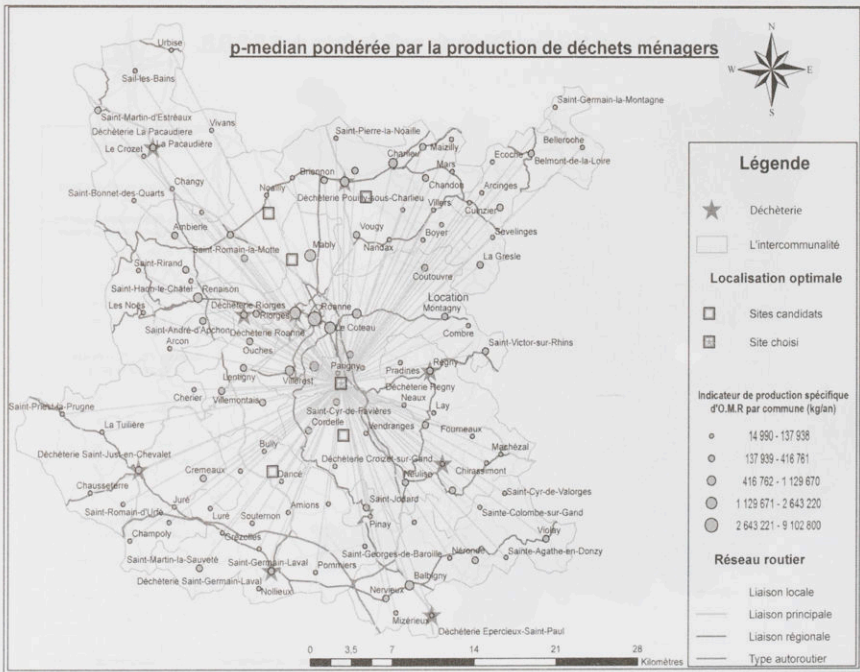 p-median pondérée par la production de déchets ménagers
N
W
E
S
Urbise
Sail-les-Bains
Saint-Martin-d'Estréaux
Déchèterie La Pacaudiere
La Pacaudière
Le Crozet
Vivans
Saint-Bonnet-des-Quarts
Changy
Ambierle
Noailly
Saint-Romain-la-Motte
Saint-Rirand
Saint-Haon-le-Châtel
Renaison
Les Noës
Saint-André-d'Apchon
Arcon
Saint-Germain-la-Montagne
Saint-Pierre-la-Noaille
Maizilly
Charlieu
Briennon
Mars
Ecoche
Belleroche
Belmont-de-la-Loire
Chandon
Arcinges
Déchèterie Pouilly-sous-Charlieu
Villers
Cuinzier
Vougy
Boyer
Nandax
Sevelinges
Mably
Coutouvre
La Gresle
Déchèterie Riorges
Riorges
Roanne
Déchèterie Roanne
Le Coteau
Location
Montagny
Combre
Saint-Victor-sur-Rhins
Ouches
Lentigny
Villerest
Parigny
Pradines
Regny
Déchèterie Regny
Neaux
Cherier
Villemontais
Saint-Cyr-de-Favières
Cordelle
Vendranges
Lay
Fourneaux
Saint-Priest-la-Prugne
La Tuilière
Déchèterie Saint-Just-en-Chevalet
Bully
Déchèterie Croizet-sur-Gand
Neulise
Machézal
Chirassimont
Chausseterre
Cremeaux
Dancé
Saint-Jodard
Saint-Cyr-de-Valorges
Sainte-Colombe-sur-Gand
Juré
Saint-Romain-d'Urfé
Luré
Souternon
Amions
Pinay
Champoly
Grézolles
Saint-Georges-de-Baroille
Néronde
Violay
Sainte-Agathe-en-Donzy
Saint-Martin-la-Sauveté
Saint-Germain-Laval
Pommiers
Déchèterie Saint-Germain-Laval
Nollieux
Nervieux
Balbigny
Mizérieux
Déchèterie Epercieux-Saint-Paul
0
3,5
7
14
21
28
Kilomètres
Légende
Déchèterie
L'intercommunalité
Localisation optimale
Sites candidats
Site choisi
Indicateur de production spécifique
d'O.M.R par commune (kg/an)
14 990 - 137 938
137 939 - 416 761
416 762 - 1 129 670
1 129 671 - 2 643 220
2 643 221 - 9 102 800
Réseau routier
Liaison locale
Liaison principale
Liaison régionale
Type autoroutier